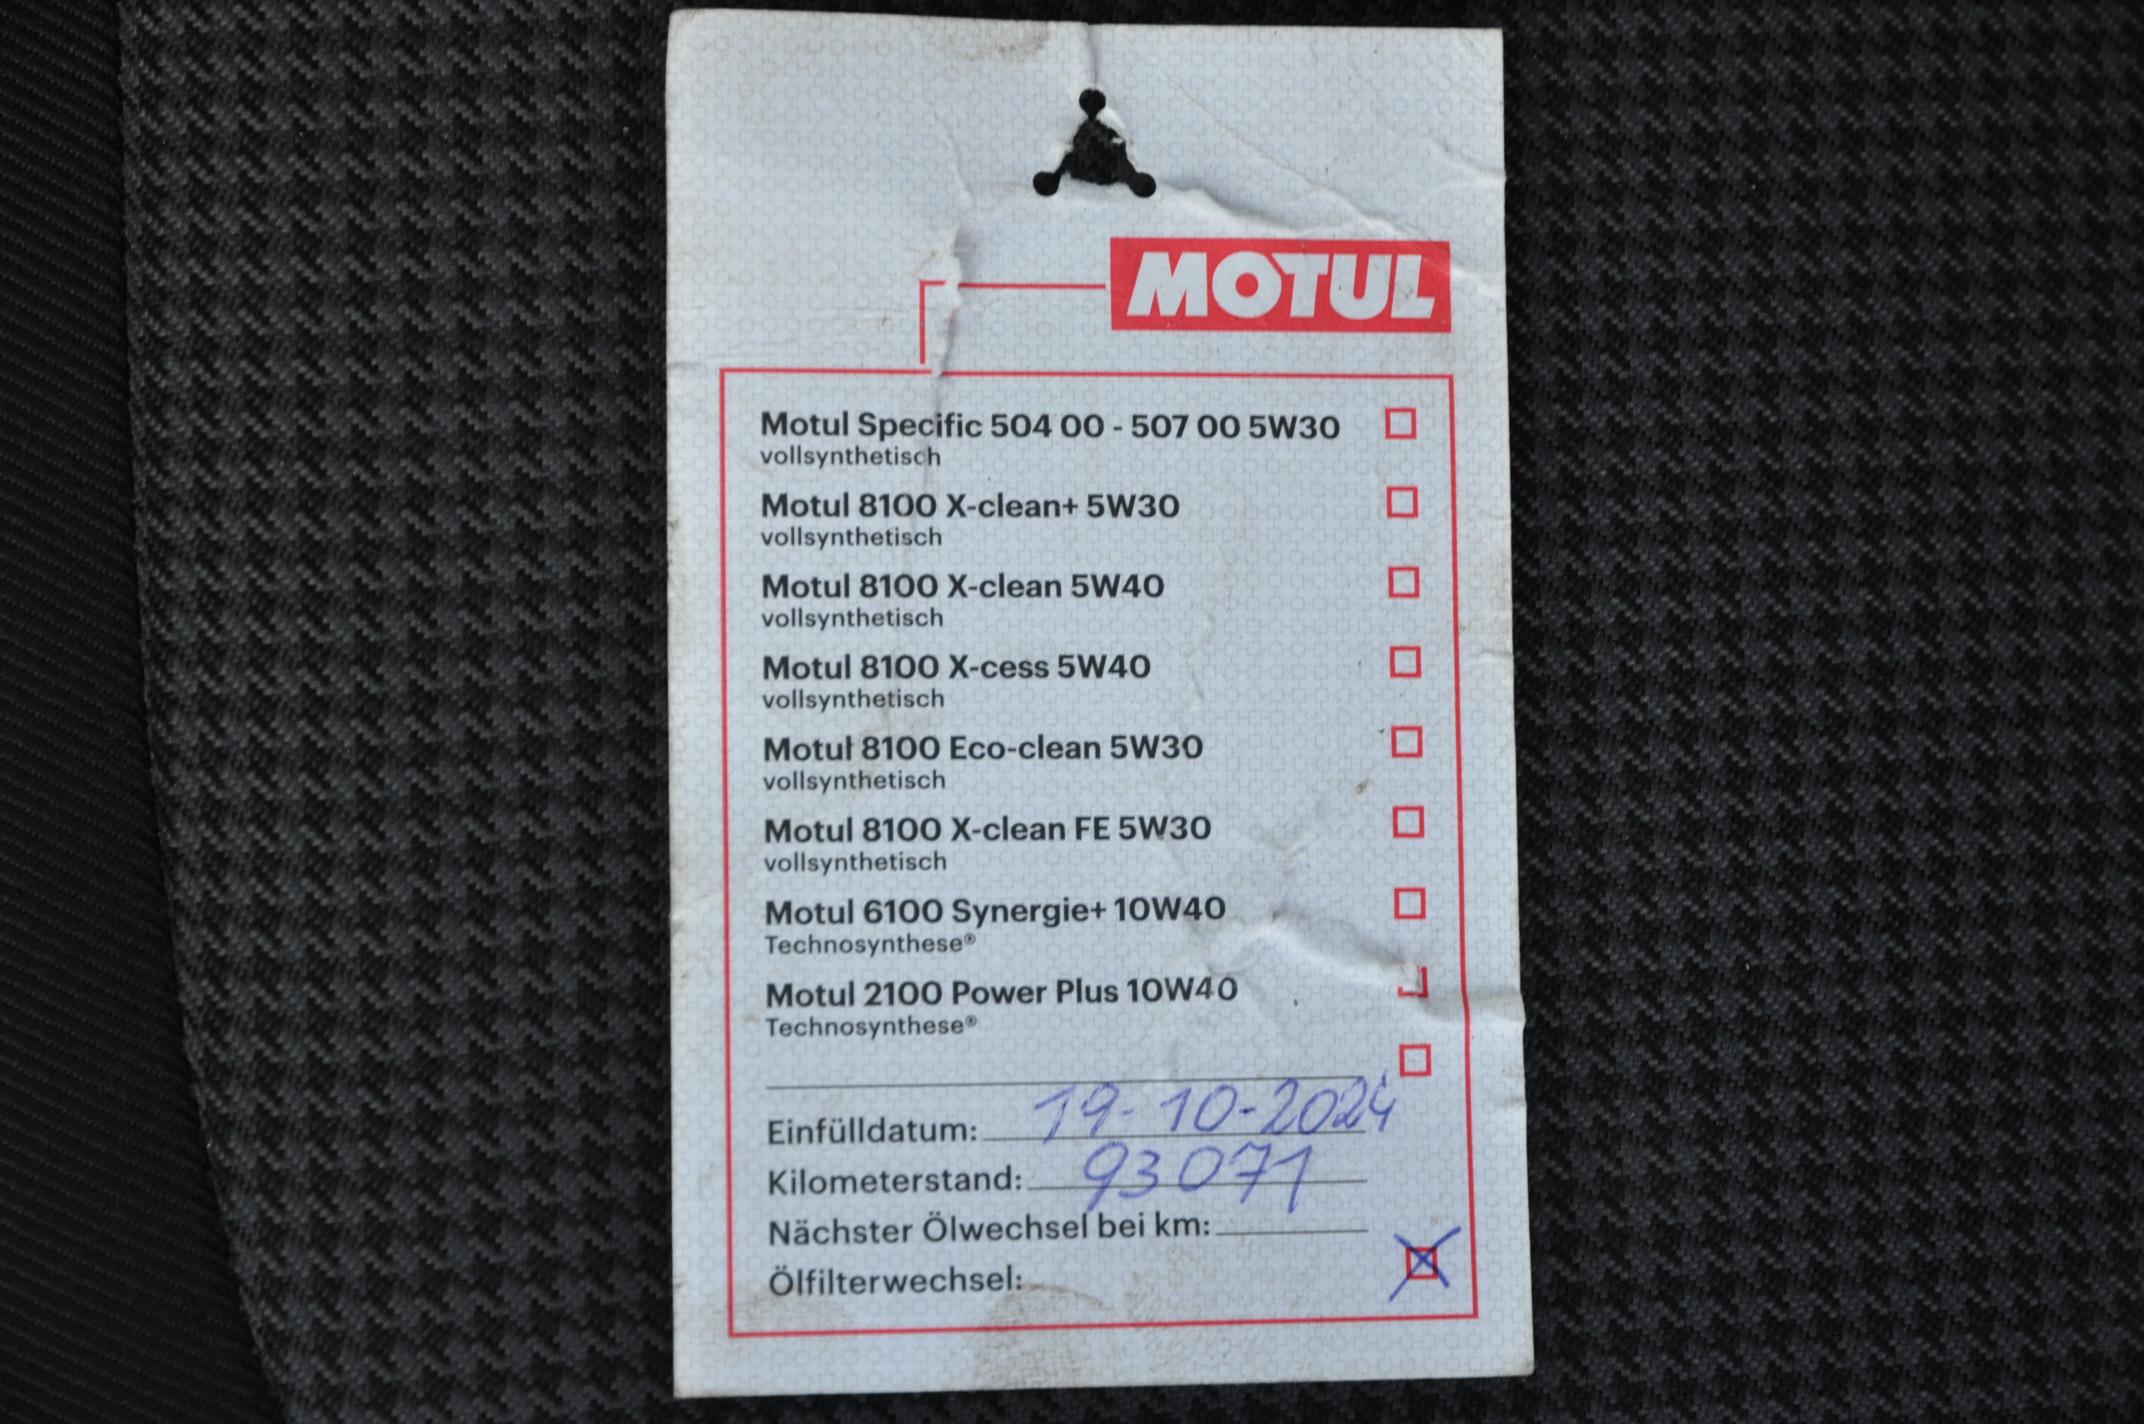 MOTUL
Motul Specific 504 00 - 507 00 5W30
vollsynthetisch
Motul 8100 X-clean+ 5W30
vollsynthetisch
Motul 8100 X-clean 5W40
vollsynthetisch
Motul 8100 X-cess 5W40
vollsynthetisch
Motul 8100 Eco-clean 5W30
vollsynthetisch
Motul 8100 X-clean FE 5W30
vollsynthetisch
Motul 6100 Synergie+ 10W40
Technosynthese®
Motul 2100 Power Plus 10W40
Technosynthese®
Einfülldatum: 19-10-2024
Kilometerstand: 93071
Nächster Ölwechsel bei km:
Ölfilterwechsel: